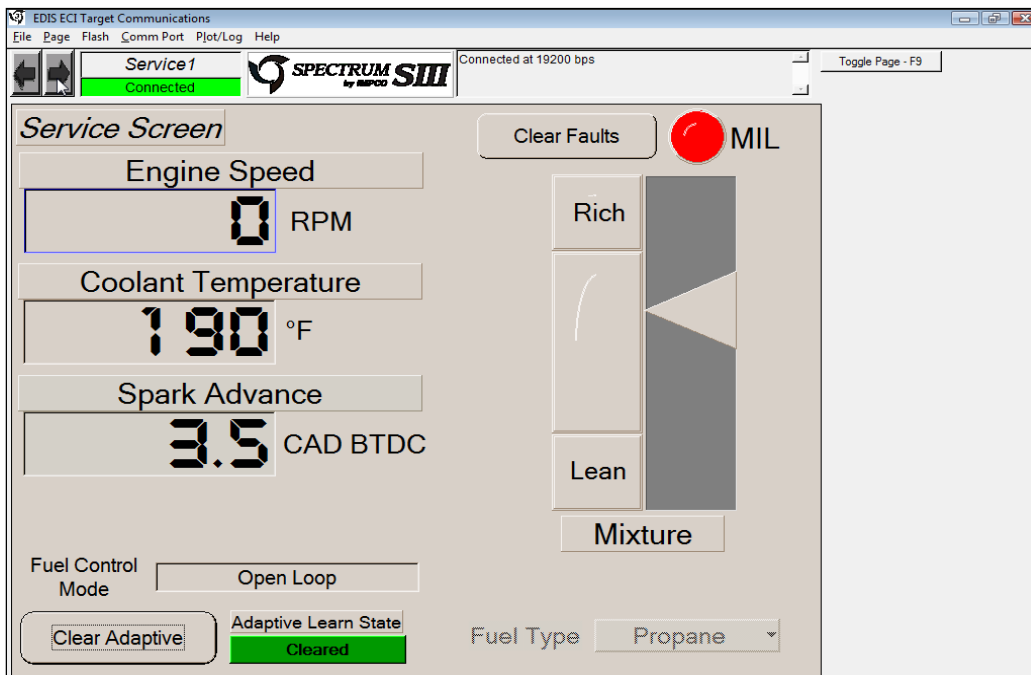 EDIS ECI Target Communications
File Page Flash Comm Port Plot/Log Help
Service1
Connected
SPECTRUM SIII
by IMPCO
Connected at 19200 bps
Toggle Page - F9
Service Screen
Clear Faults
MIL
Engine Speed
0 RPM
Coolant Temperature
190 °F
Spark Advance
3.5 CAD BTDC
Rich
Lean
Mixture
Fuel Control
Mode
Open Loop
Clear Adaptive
Adaptive Learn State
Cleared
Fuel Type Propane